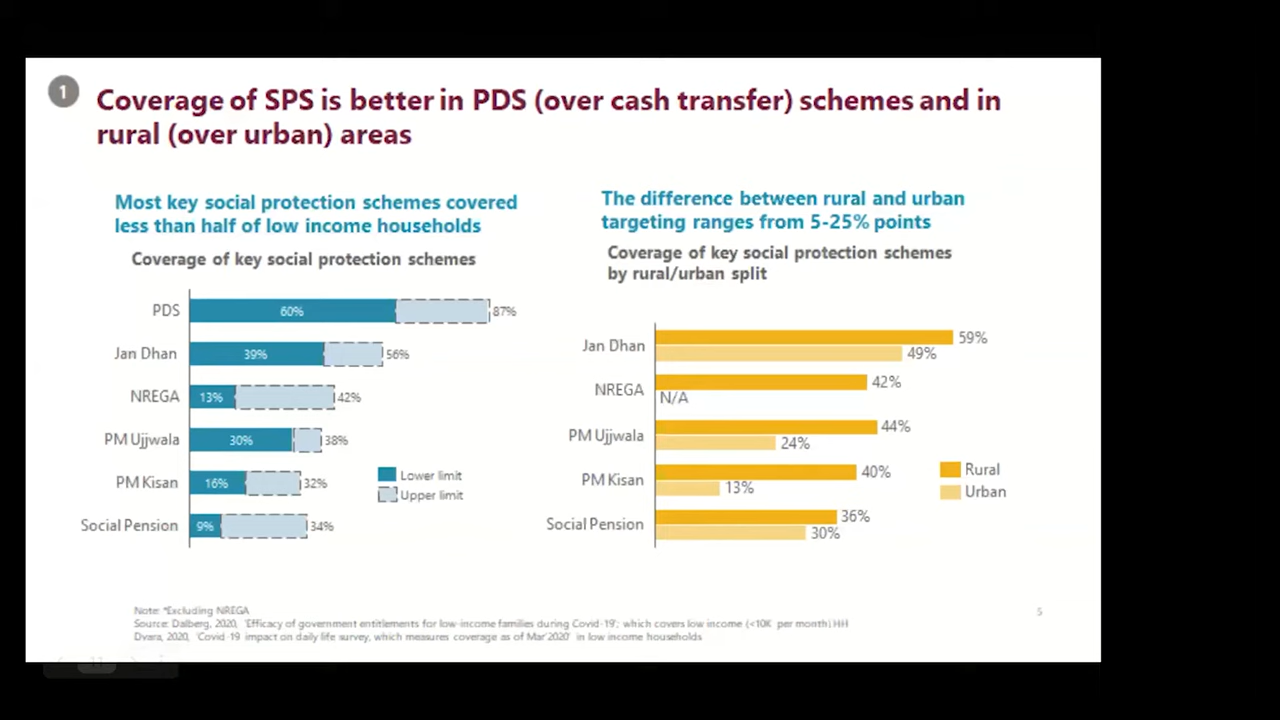 1
Coverage of SPS is better in PDS (over cash transfer) schemes and in
rural (over urban) areas
Most key social protection schemes covered
less than half of low income households
Coverage of key social protection schemes
PDS 60% 87%
Jan Dhan 39% 56%
NREGA 13% 42%
PM Ujjwala 30% 38%
PM Kisan 16% 32%
Social Pension 9% 34%
Lower limit
Upper limit
The difference between rural and urban
targeting ranges from 5-25% points
Coverage of key social protection schemes
by rural/urban split
Jan Dhan 59%
49%
NREGA 42%
N/A
PM Ujjwala 44%
24%
PM Kisan 40%
13%
Social Pension 36%
30%
Rural
Urban
Note: *Excluding NREGA
Source: Dalberg, 2020, 'Efficacy of government entitlements for low-income families during Covid-19'; which covers low income (<10K per month) HH
Dvara, 2020, 'Covid-19 impact on daily life survey, which measures coverage as of Mar'2020' in low income households
5